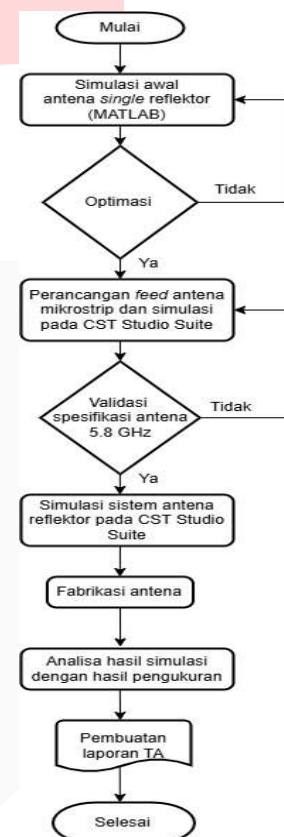 Mulai
Simulasi awal
antena single reflektor
(MATLAB)
Optimasi
Tidak
Ya
Perancangan feed antena
mikrostrip dan simulasi
pada CST Studio Suite
Validasi
spesifikasi antena
5.8 GHz
Tidak
Ya
Simulasi sistem antena
reflektor pada CST Studio
Suite
Fabrikasi antena
Analisa hasil simulasi
dengan hasil pengukuran
Pembuatan
laporan TA
Selesai